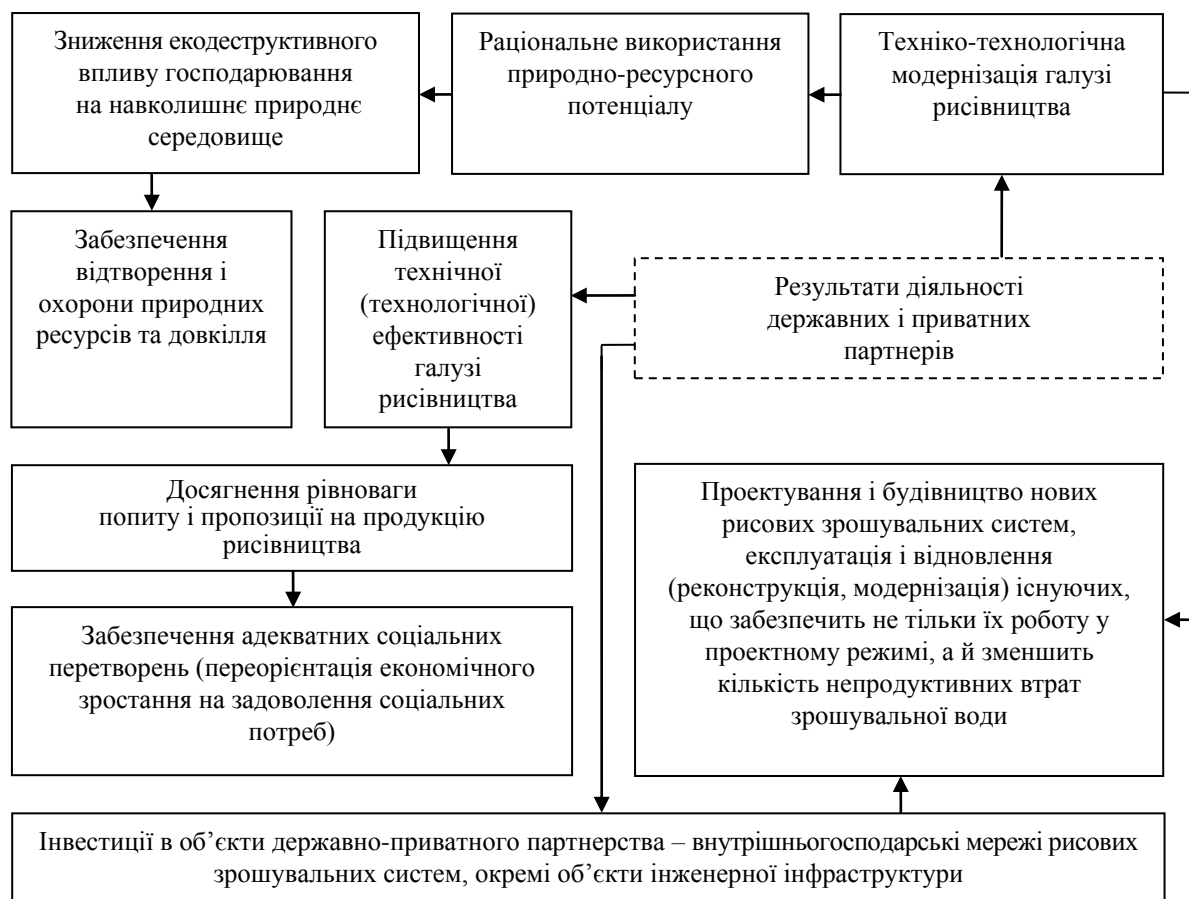 Зниження екодеструктивного
впливу господарювання
на навколишнє природнє
середовище
Раціональне використання
природно-ресурсного
потенціалу
Техніко-технологічна
модернізація галузі
рисівництва
Забезпечення
відтворення і
охорони природних
ресурсів та довкілля
Підвищення
технічної
(технологічної)
ефективності
галузі
рисівництва
Результати діяльності
державних і приватних
партнерів
Досягнення рівноваги
попиту і пропозиції на продукцію
рисівництва
Проектування і будівництво нових
рисових зрошувальних систем,
експлуатація і відновлення
(реконструкція, модернізація) існуючих,
що забезпечить не тільки їх роботу у
проектному режимі, а й зменшить
кількість непродуктивних втрат
зрошувальної води
Забезпечення адекватних соціальних
перетворень (переорієнтація економічного
зростання на задоволення соціальних
потреб)
Інвестиції в об’єкти державно-приватного партнерства – внутрішньогосподарські мережі рисових
зрошувальних систем, окремі об’єкти інженерної інфраструктури